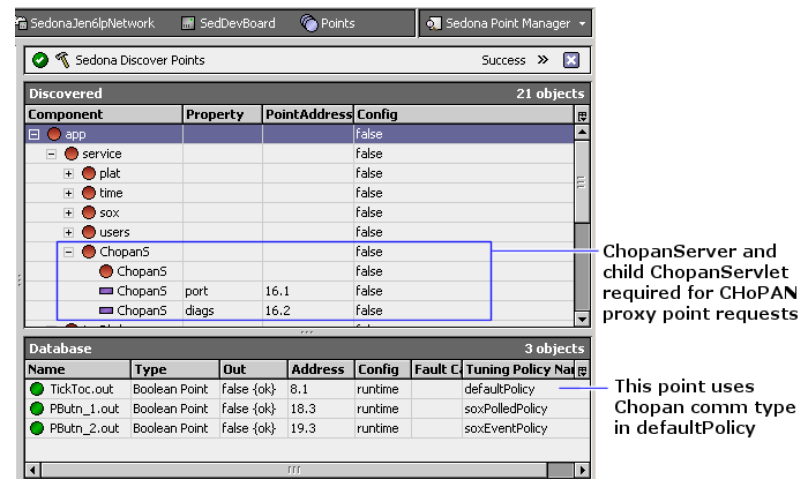 SedonaJen6lpNetwork SedDevBoard Points Sedona Point Manager
Sedona Discover Points Success »
Discovered 21 objects
Component Property PointAddress Config
app false
service false
plat false
time false
sox false
users false
ChopanS false
ChopanS false
ChopanS port 16.1 false
ChopanS diags 16.2 false
ChopanServer and
child ChopanServlet
required for CHoPAN
proxy point requests
Database 3 objects
Name Type Out Address Config Fault C Tuning Policy Na
TickToc.out Boolean Point false {ok} 8.1 runtime defaultPolicy
PButn_1.out Boolean Point false {ok} 18.3 runtime soxPolledPolicy
PButn_2.out Boolean Point false {ok} 19.3 runtime soxEventPolicy
This point uses
Chopan comm type
in defaultPolicy